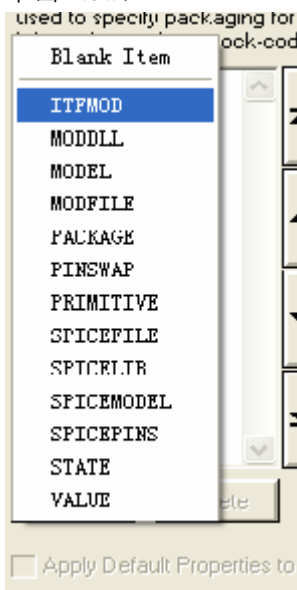 used to specify packaging for
ock-cod
Blank Item
ITFMOD
MODDLL
MODEL
MODFILE
PACKAGE
PINSWAP
PRIMITIVE
SPICEFILE
SPICELIB
SPICEMODEL
SPICEPINS
STATE
VALUE
ete
Apply Default Properties to